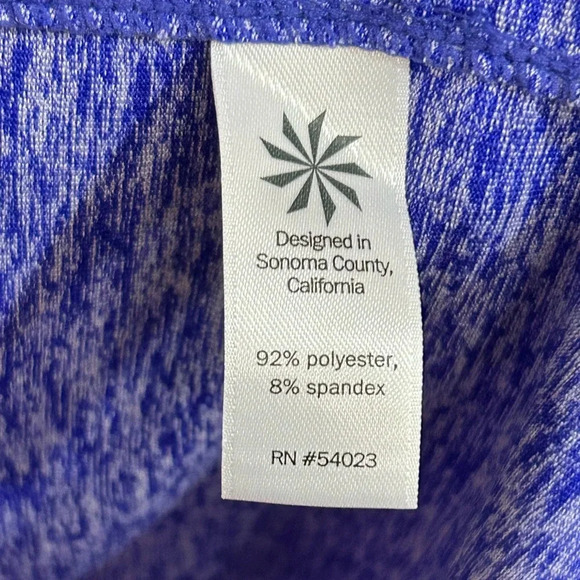 Designed in
Sonoma County,
California
92% polyester,
8% spandex
RN #54023